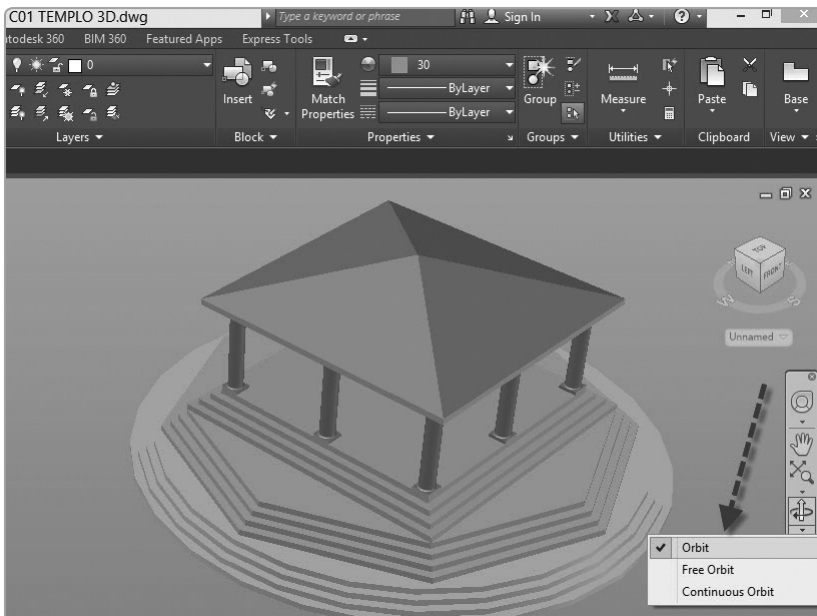 C01 TEMPLO 3D.dwg
Type a keyword or phrase
Sign In
utodesk 360 BIM 360 Featured Apps Express Tools
0
30
Insert
Match Properties
ByLayer
ByLayer
Group
Measure
Paste
Base
Layers
Block
Properties
Groups
Utilities
Clipboard
View
TOP
LEFT
FRONT
W
S
Unnamed
Orbit
Free Orbit
Continuous Orbit